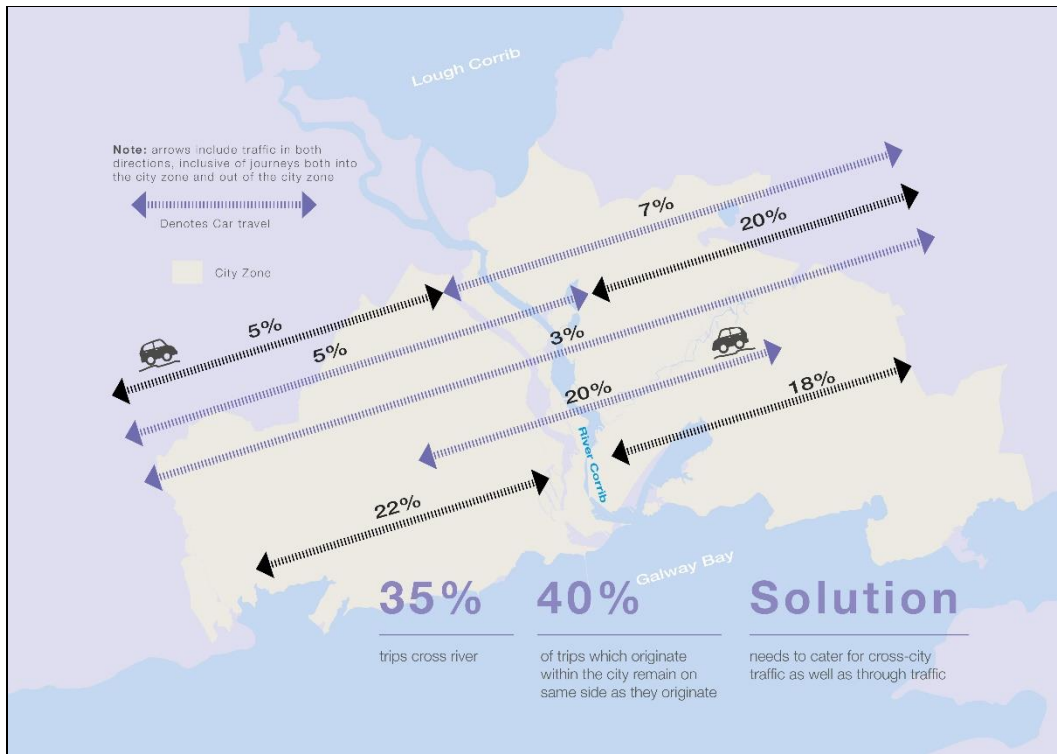 Lough Corrib
Note: arrows include traffic in both
directions, inclusive of journeys both into
the city zone and out of the city zone
Denotes Car travel
City Zone
7%
20%
5%
5%
3%
20%
18%
22%
River Corrib
Galway Bay
35%
trips cross river
40%
of trips which originate
within the city remain on
same side as they originate
Solution
needs to cater for cross-city
traffic as well as through traffic